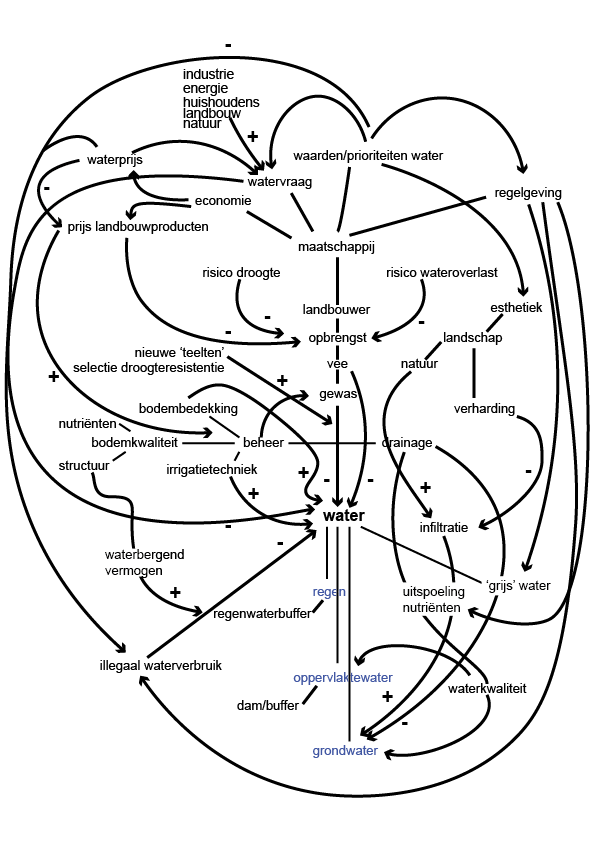 -
industrie
energie
huishoudens
landbouw
natuur
+
waarden/prioriteiten water
waterprijs
watervraag
-
economie
regelgeving
prijs landbouwproducten
maatschappij
risico droogte
risico wateroverlast
landbouwer
esthetiek
-
-
-
opbrengst
landschap
nieuwe ‘teelten’
selectie droogteresistentie
vee
natuur
+
+
gewas
bodembedekking
verharding
nutriënten
bodemkwaliteit
beheer
drainage
structuur
irrigatietechniek
+
-
-
-
+
+
water
infiltratie
-
-
waterbergend
vermogen
+
regen
uitspoeling
nutriënten
‘grijs’ water
regenwaterbuffer
illegaal waterverbruik
oppervlaktewater
waterkwaliteit
+
dam/buffer
-
grondwater